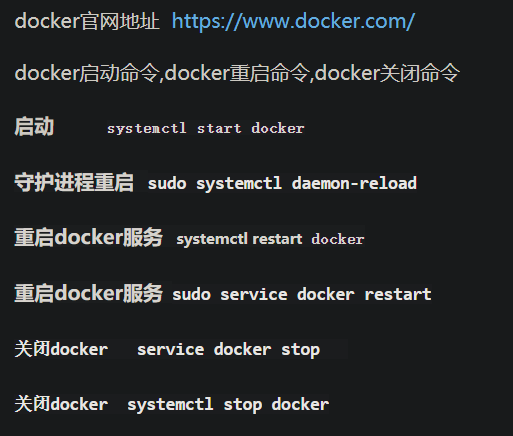 docker官网地址 https://www.docker.com/
docker启动命令,docker重启命令,docker关闭命令
启动 systemctl start docker
守护进程重启 sudo systemctl daemon-reload
重启docker服务 systemctl restart docker
重启docker服务 sudo service docker restart
关闭docker service docker stop
关闭docker systemctl stop docker